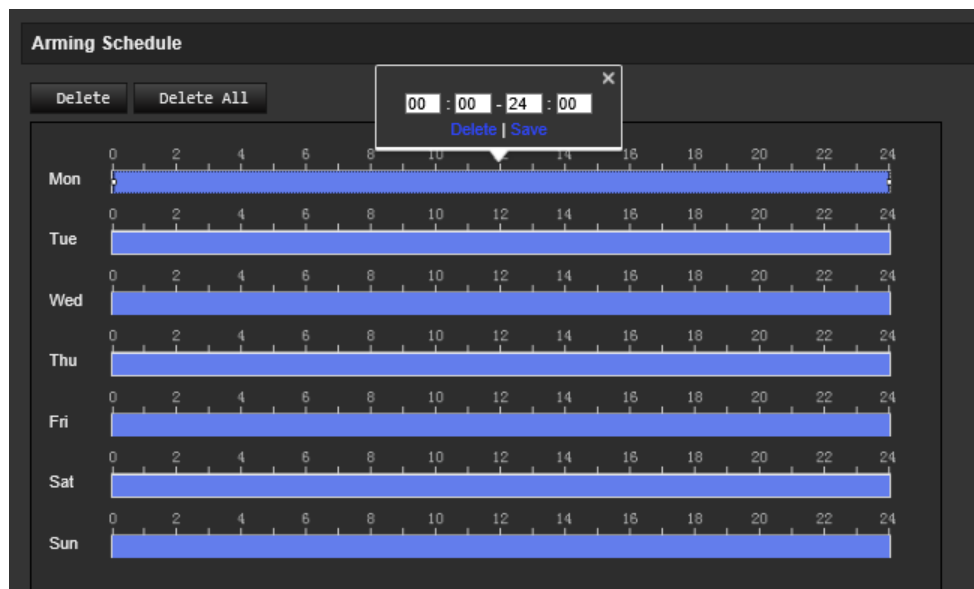 Arming Schedule
Delete Delete All
×
00 : 00 - 24 : 00
Delete | Save
0 2 4 6 8 10 12 14 16 18 20 22 24
Mon
0 2 4 6 8 10 12 14 16 18 20 22 24
Tue
0 2 4 6 8 10 12 14 16 18 20 22 24
Wed
0 2 4 6 8 10 12 14 16 18 20 22 24
Thu
0 2 4 6 8 10 12 14 16 18 20 22 24
Fri
0 2 4 6 8 10 12 14 16 18 20 22 24
Sat
0 2 4 6 8 10 12 14 16 18 20 22 24
Sun